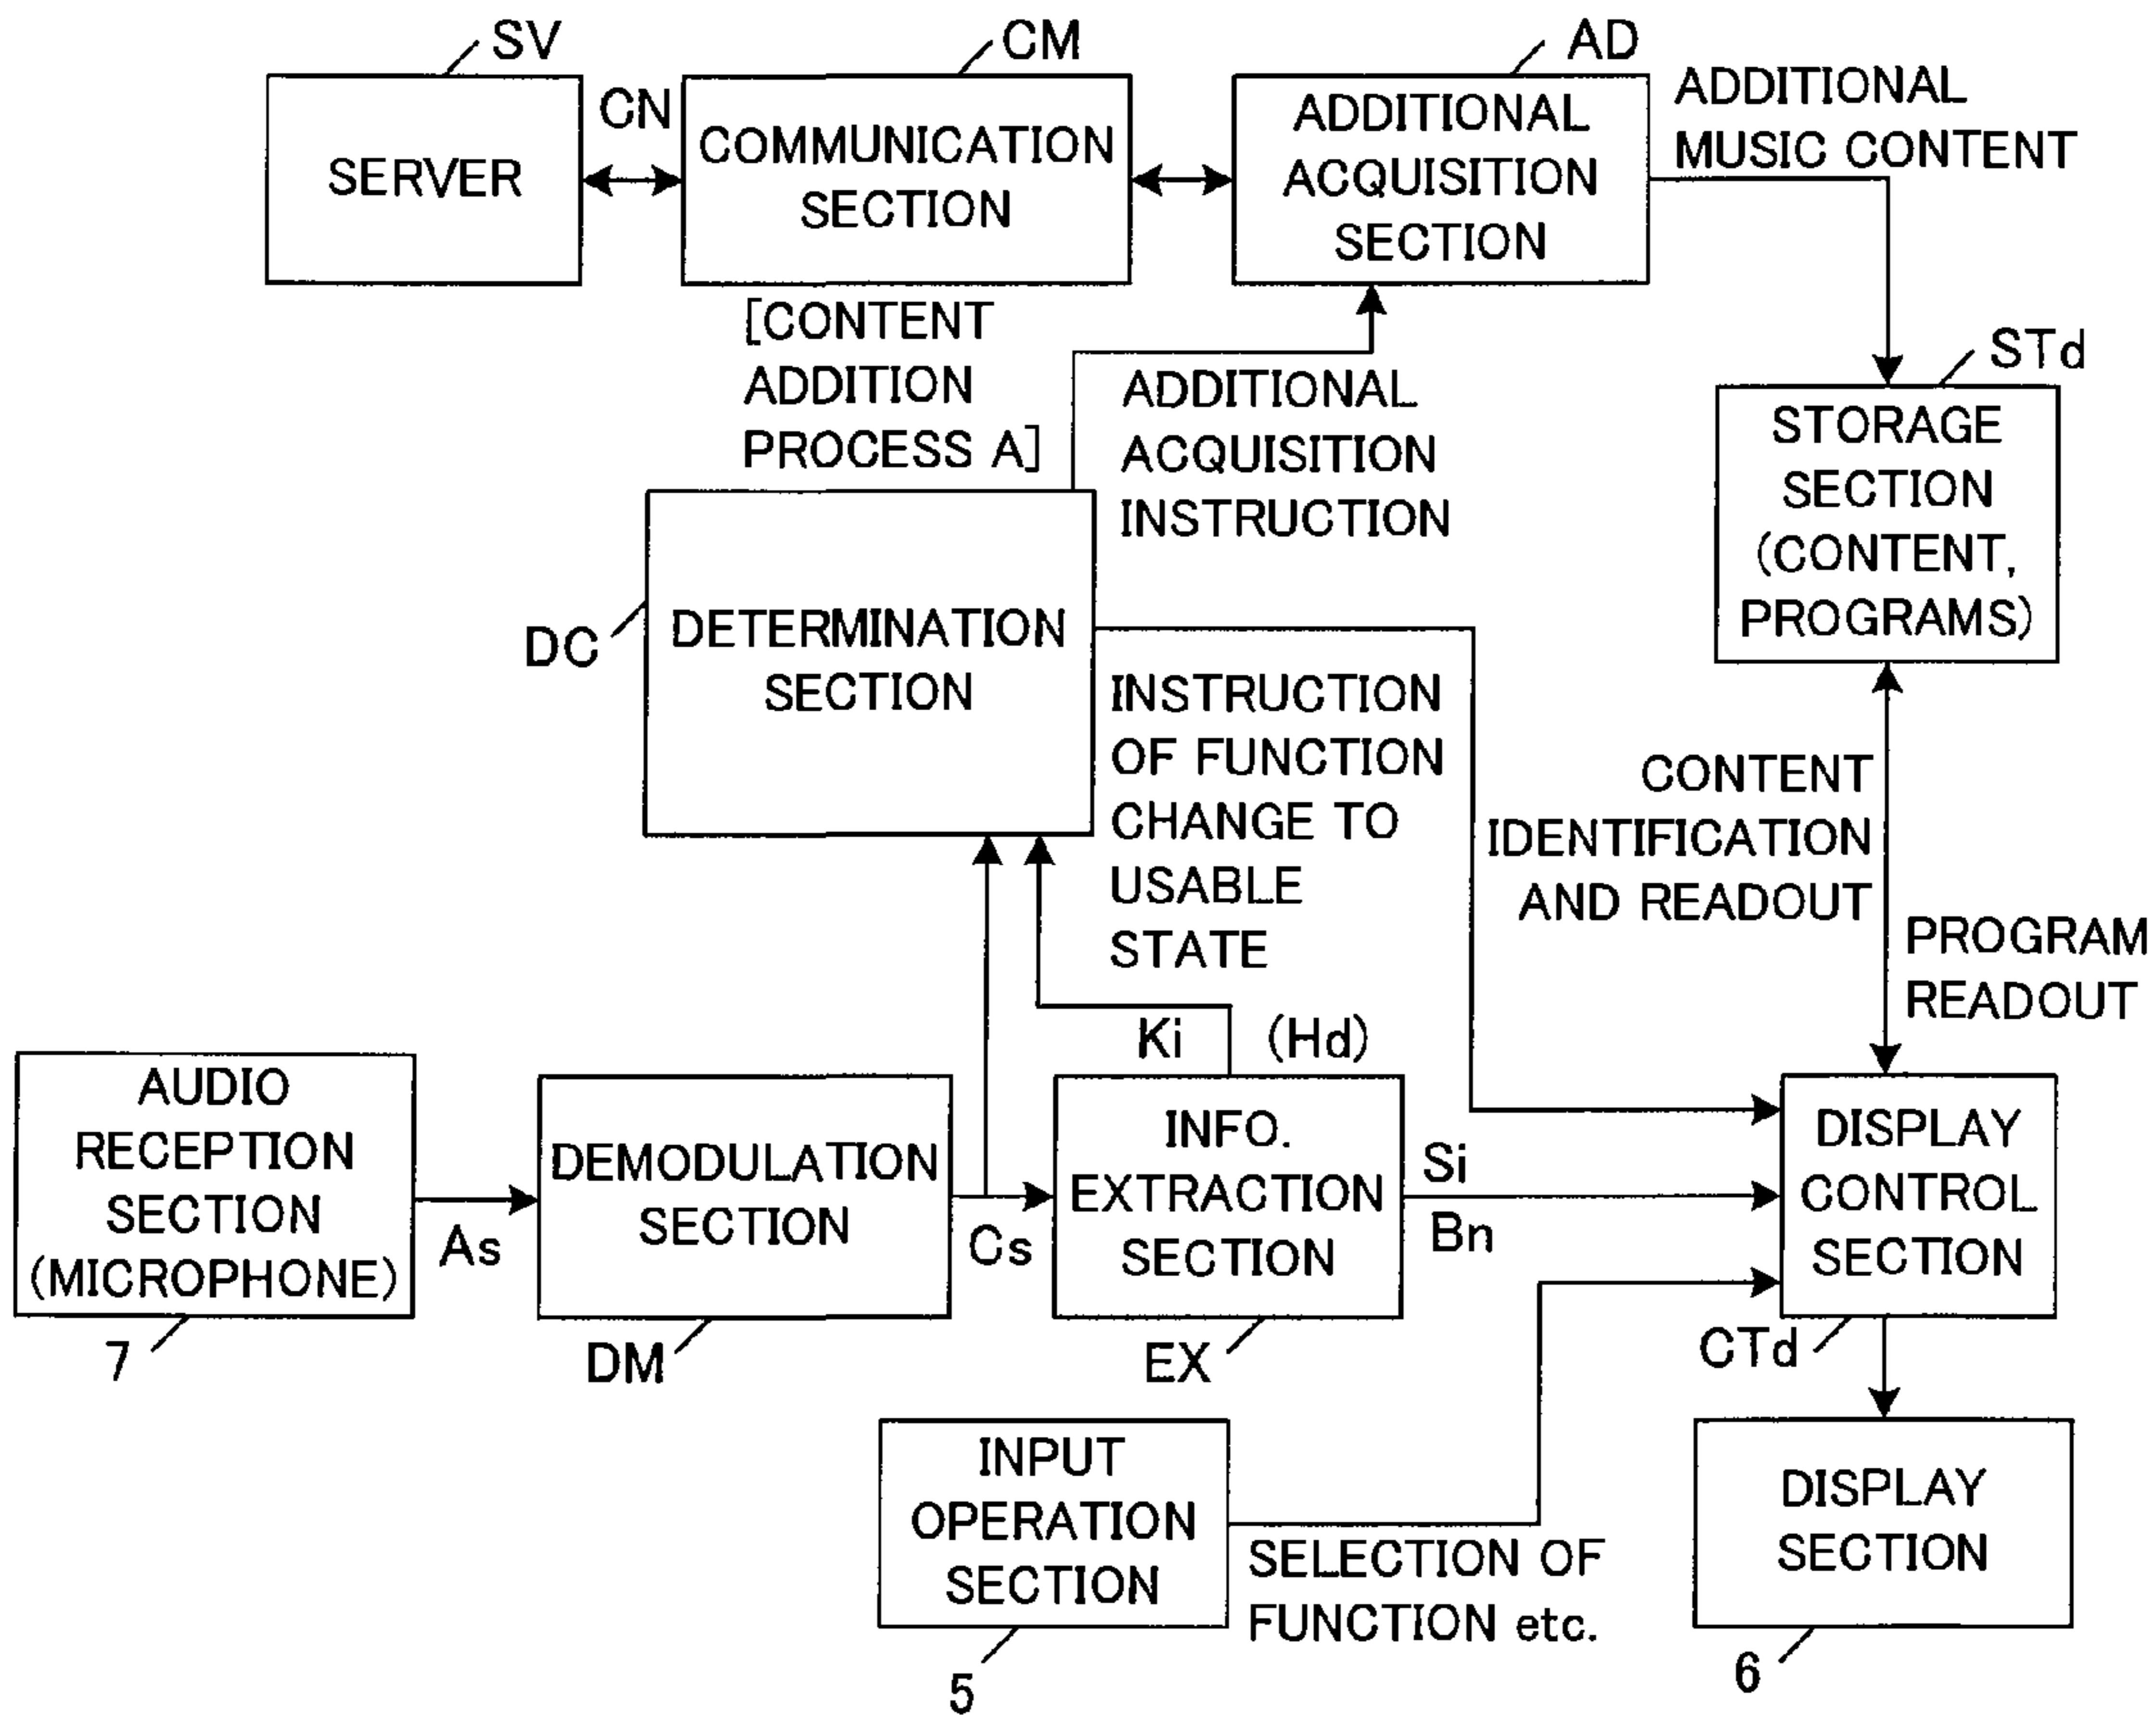 SV
CM
AD
CN
SERVER
COMMUNICATION
SECTION
ADDITIONAL
ACQUISITION
SECTION
ADDITIONAL
MUSIC CONTENT
[CONTENT
ADDITION
PROCESS A]
ADDITIONAL
ACQUISITION
INSTRUCTION
STd
STORAGE
SECTION
(CONTENT,
PROGRAMS)
DC
DETERMINATION
SECTION
INSTRUCTION
OF FUNCTION
CHANGE TO
USABLE
STATE
CONTENT
IDENTIFICATION
AND READOUT
PROGRAM
READOUT
Ki
(Hd)
AUDIO
RECEPTION
SECTION
(MICROPHONE)
7
As
DEMODULATION
SECTION
DM
Cs
INFO.
EXTRACTION
SECTION
EX
Si
Bn
DISPLAY
CONTROL
SECTION
CTd
INPUT
OPERATION
SECTION
5
SELECTION OF
FUNCTION etc.
DISPLAY
SECTION
6